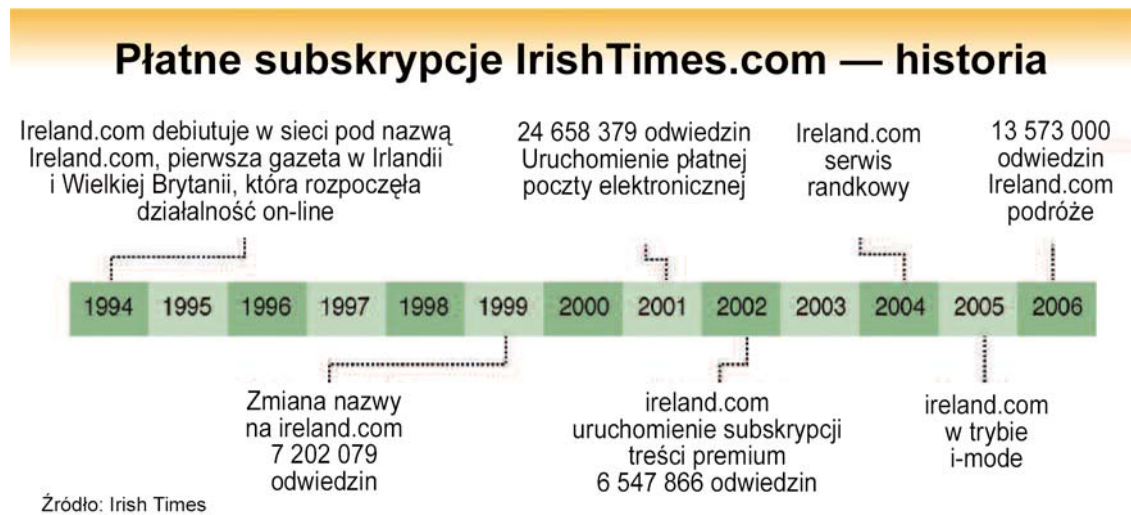 Płatne subskrypcje IrishTimes.com — historia
Ireland.com debiutuje w sieci pod nazwą
Ireland.com, pierwsza gazeta w Irlandii
i Wielkiej Brytanii, która rozpoczęła
działalność on-line
24 658 379 odwiedzin
Uruchomienie płatnej
poczty elektronicznej
Ireland.com
serwis
randkowy
13 573 000
odwiedzin
Ireland.com
podróże
1994 1995 1996 1997 1998 1999 2000 2001 2002 2003 2004 2005 2006
Zmiana nazwy
na ireland.com
7 202 079
odwiedzin
ireland.com
uruchomienie subskrypcji
treści premium
6 547 866 odwiedzin
ireland.com
w trybie
i-mode
Źródło: Irish Times